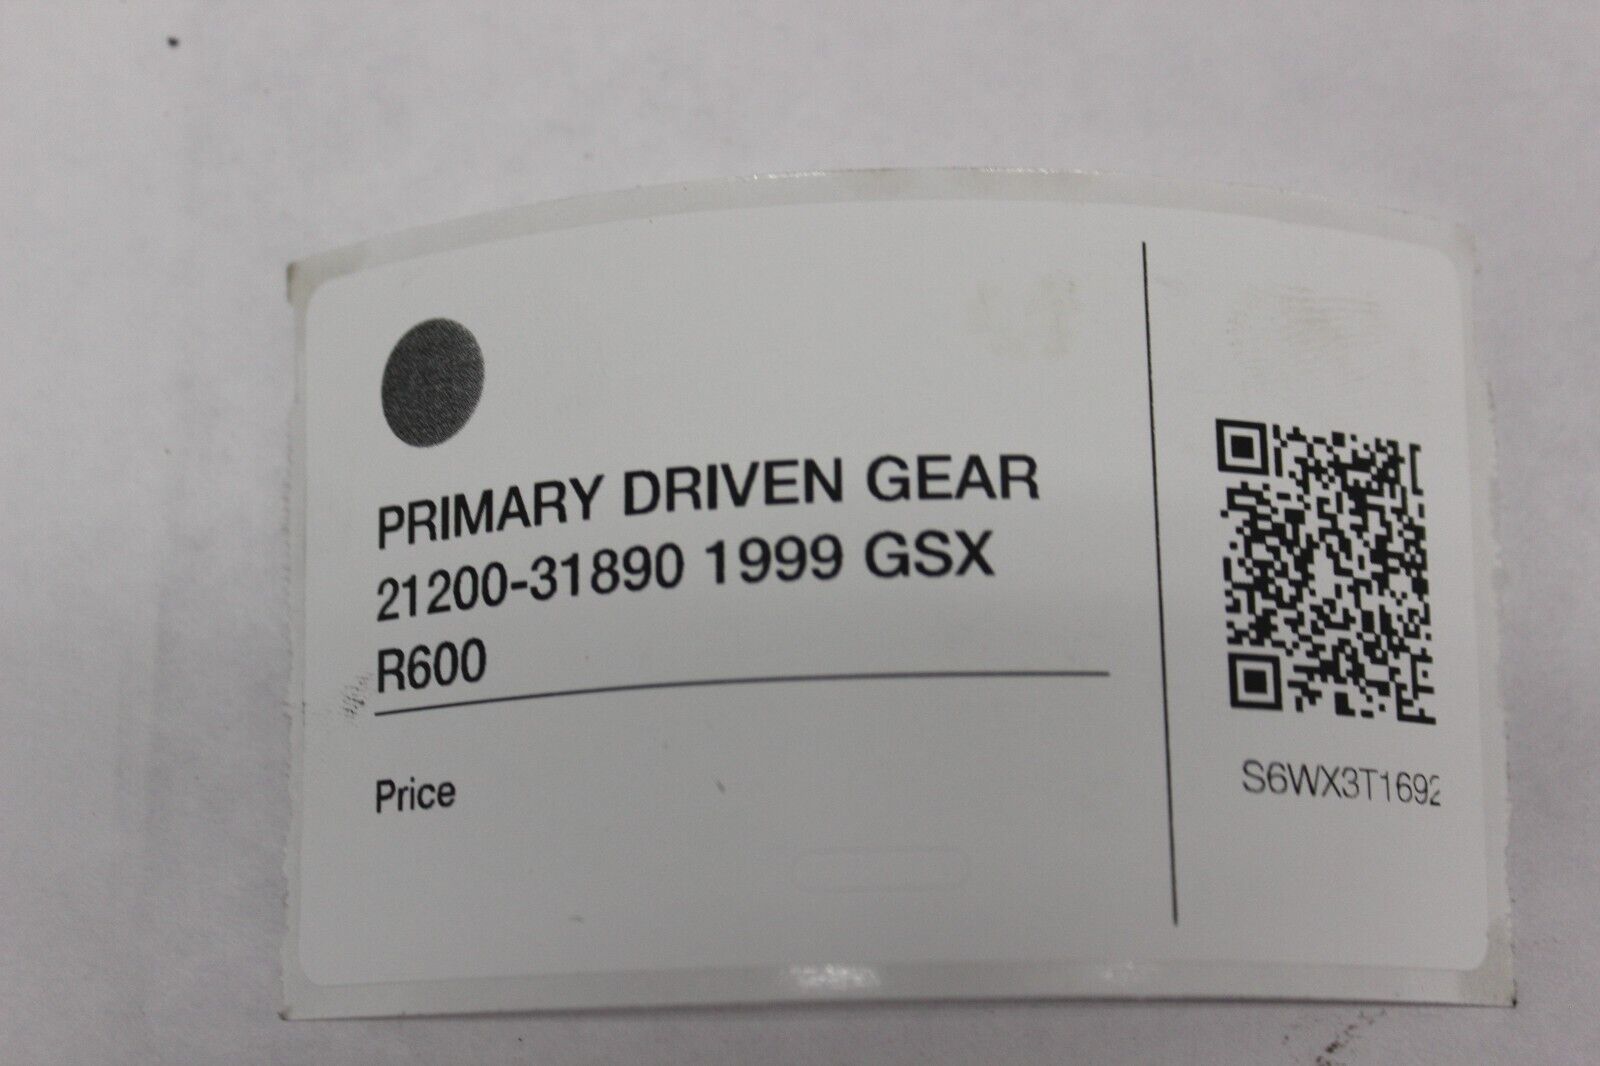 PRIMARY DRIVEN GEAR
21200-31890 1999 GSX
R600
Price
S6WX3T1692